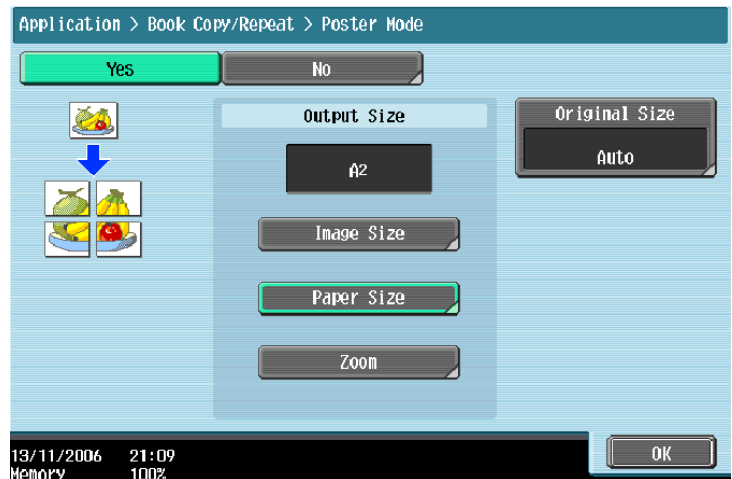 Application > Book Copy/Repeat > Poster Mode
Yes
No
Output Size
A2
Image Size
Paper Size
Zoom
Original Size
Auto
13/11/2006 21:09
Memory 100%
OK